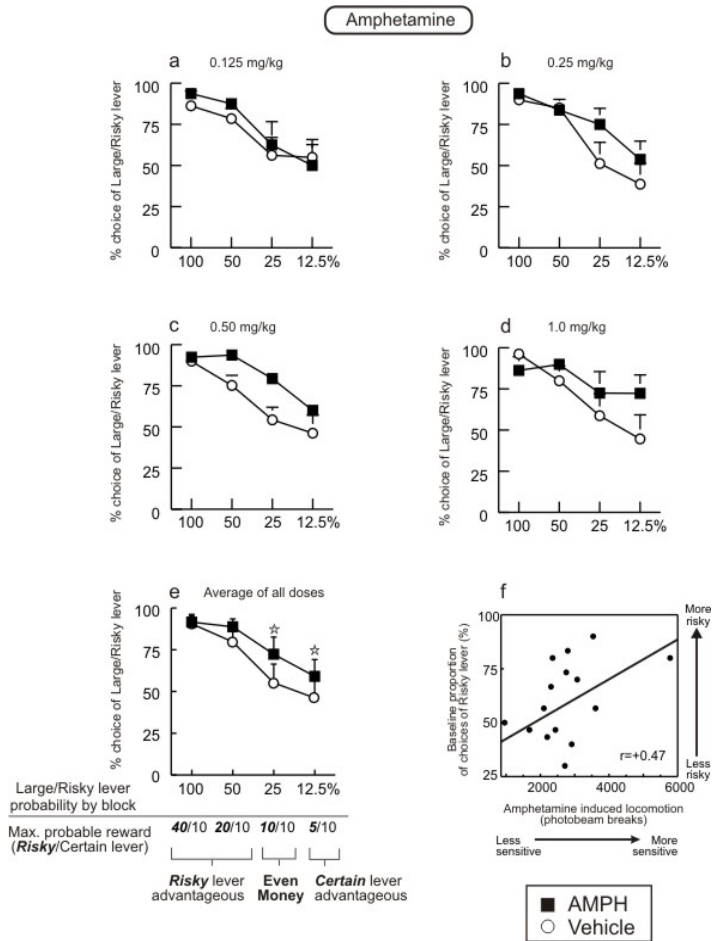 Amphetamine
a 0.125 mg/kg
% choice of Large/Risky lever
100
75
50
25
0
100 50 25 12.5%
b 0.25 mg/kg
% choice of Large/Risky lever
100
75
50
25
0
100 50 25 12.5%
c 0.50 mg/kg
% choice of Large/Risky lever
100
75
50
25
0
100 50 25 12.5%
d 1.0 mg/kg
% choice of Large/Risky lever
100
75
50
25
0
100 50 25 12.5%
e Average of all doses
% choice of Large/Risky lever
100
75
50
25
0
100 50 25 12.5%
Large/Risky lever
probability by block
Max. probable reward 40/10 20/10 10/10 5/10
(Risky/Certain lever)
Risky lever Even Certain lever
advantageous Money advantageous
f
Baseline proportion
of choices of Risky lever (%)
100
75
50
25
r=+0.47
2000 4000 6000
More
risky
Less
risky
Amphetamine induced locomotion
(photobeam breaks)
Less More
sensitive sensitive
AMPH
Vehicle